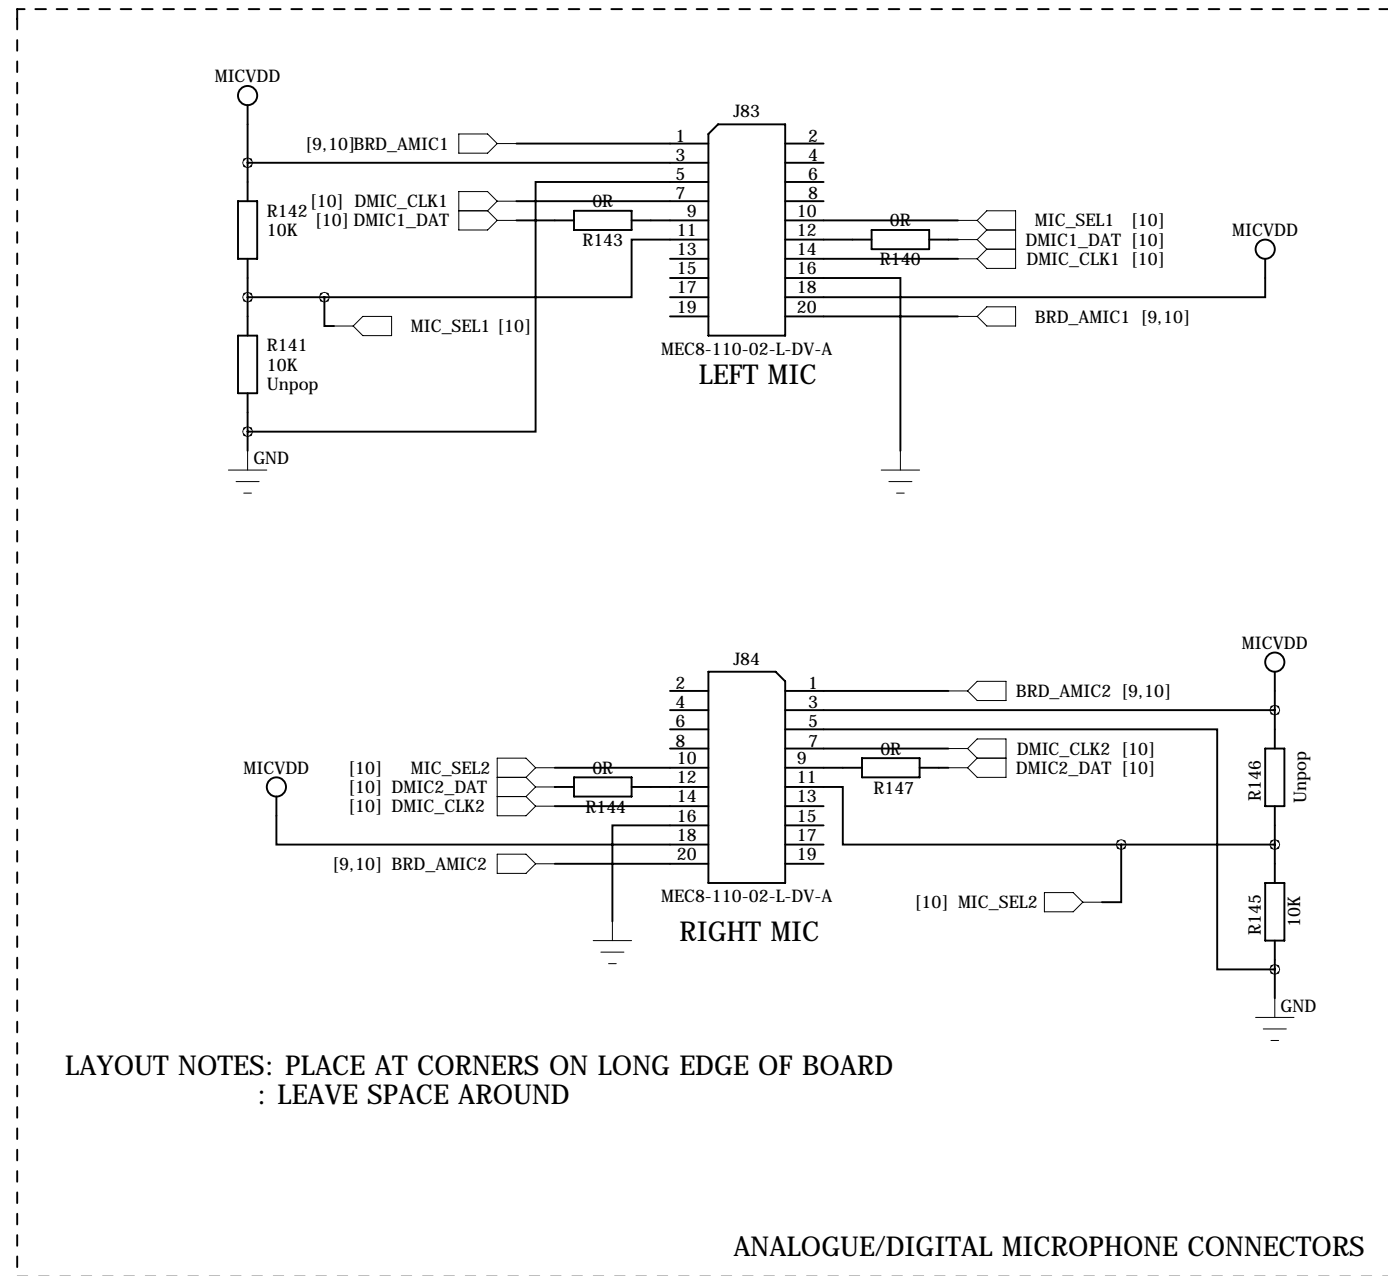 MICVDD
J83
[9,10]BRD_AMIC1
1 2
3 4
5 6
7 8
9 10
11 12
13 14
15 16
17 18
19 20
[10] DMIC_CLK1
[10] DMIC1_DAT
0R
R143
R142
10K
MIC_SEL1 [10]
R141
10K
Unpop
GND
0R
R140
MIC_SEL1 [10]
DMIC1_DAT [10]
DMIC_CLK1 [10]
MICVDD
BRD_AMIC1 [9,10]
MEC8-110-02-L-DV-A
LEFT MIC
J84
MICVDD
2 1
4 3
6 5
8 7
10 9
12 11
14 13
16 15
18 17
20 19
BRD_AMIC2 [9,10]
DMIC_CLK2 [10]
DMIC2_DAT [10]
0R
R147
R146
Unpop
MICVDD
[10] MIC_SEL2
[10] DMIC2_DAT
[10] DMIC_CLK2
0R
R144
[9,10] BRD_AMIC2
[10] MIC_SEL2
R145
10K
GND
MEC8-110-02-L-DV-A
RIGHT MIC
LAYOUT NOTES: PLACE AT CORNERS ON LONG EDGE OF BOARD
: LEAVE SPACE AROUND
ANALOGUE/DIGITAL MICROPHONE CONNECTORS